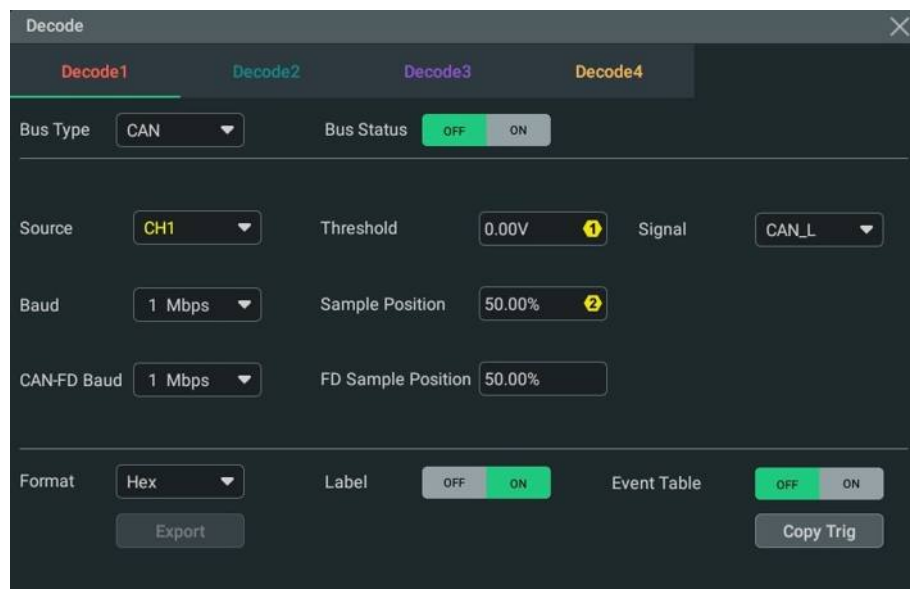 Decode
Decode1 Decode2 Decode3 Decode4
Bus Type CAN Bus Status OFF ON
Source CH1 Threshold 0.00V 1 Signal CAN_L
Baud 1 Mbps Sample Position 50.00% 2
CAN-FD Baud 1 Mbps FD Sample Position 50.00%
Format Hex Label OFF ON Event Table OFF ON
Export Copy Trig